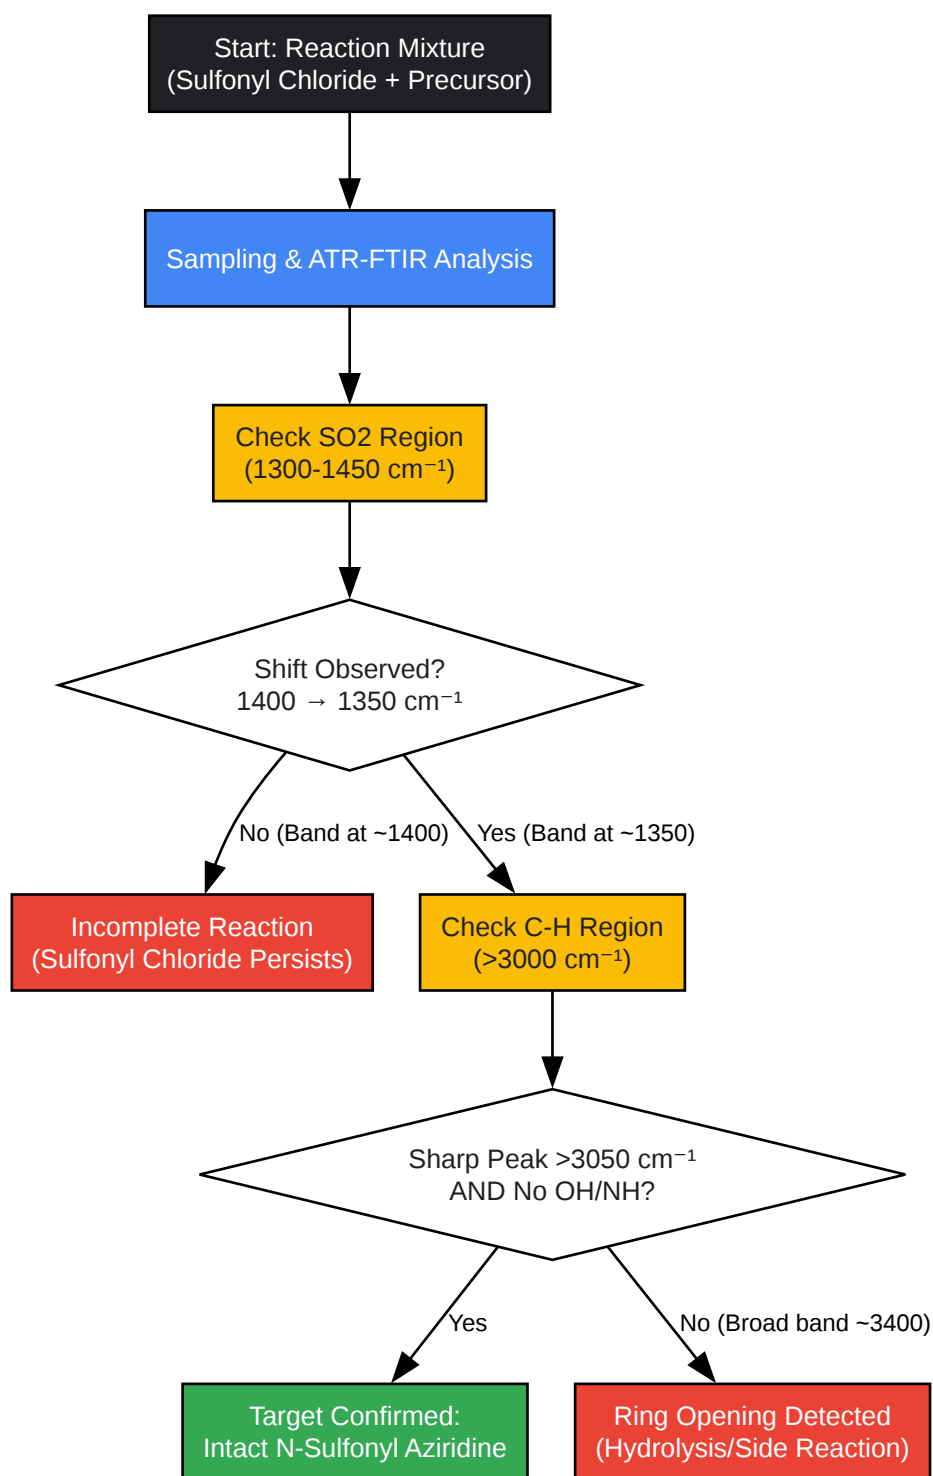 Start: Reaction Mixture
(Sulfonyl Chloride + Precursor)
Sampling & ATR-FTIR Analysis
Check SO2 Region
(1300-1450 cm⁻¹)
Shift Observed?
1400 → 1350 cm⁻¹
No (Band at ~1400)
Yes (Band at ~1350)
Incomplete Reaction
(Sulfonyl Chloride Persists)
Check C-H Region
(>3000 cm⁻¹)
Sharp Peak >3050 cm⁻¹
AND No OH/NH?
Yes
No (Broad band ~3400)
Target Confirmed:
Intact N-Sulfonyl Aziridine
Ring Opening Detected
(Hydrolysis/Side Reaction)